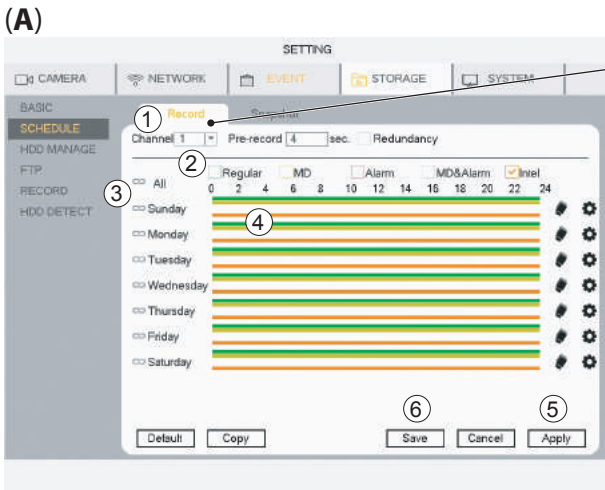 (A)
SETTING
CAMERA NETWORK EVENT STORAGE SYSTEM
BASIC
SCHEDULE
HDD MANAGE
FTP
RECORD
HDD DETECT
1 Record Snapshot
Channel 1 Pre-record 4 sec. Redundancy
2 Regular MD Alarm MD&Alarm Intel
3 All 0 2 4 6 8 10 12 14 16 18 20 22 24
Sunday
4
Monday
Tuesday
Wednesday
Thursday
Friday
Saturday
6 5
Default Copy Save Cancel Apply